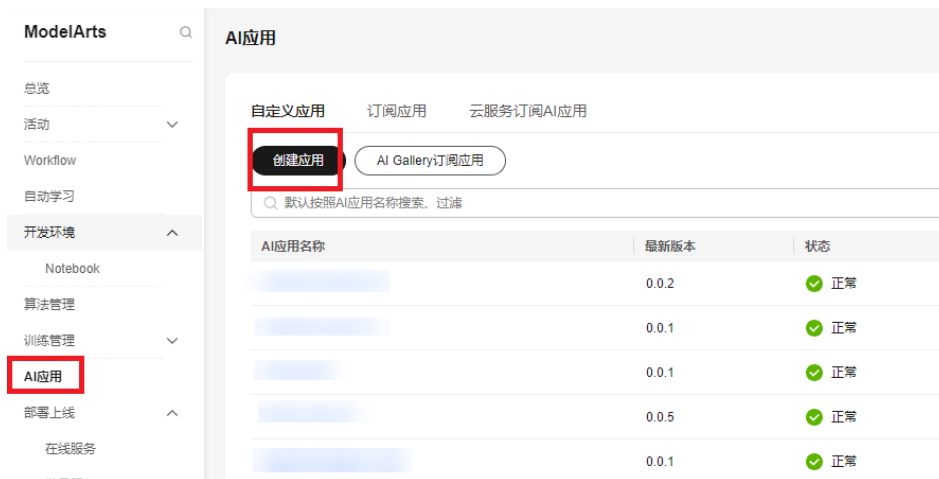 ModelArts
总览
活动
Workflow
自动学习
开发环境
Notebook
算法管理
训练管理
AI应用
部署上线
在线服务
AI应用
自定义应用 订阅应用 云服务订阅AI应用
创建应用 AI Gallery订阅应用
默认按照AI应用名称搜索、过滤
AI应用名称 最新版本 状态
0.0.2 正常
0.0.1 正常
0.0.1 正常
0.0.5 正常
0.0.1 正常